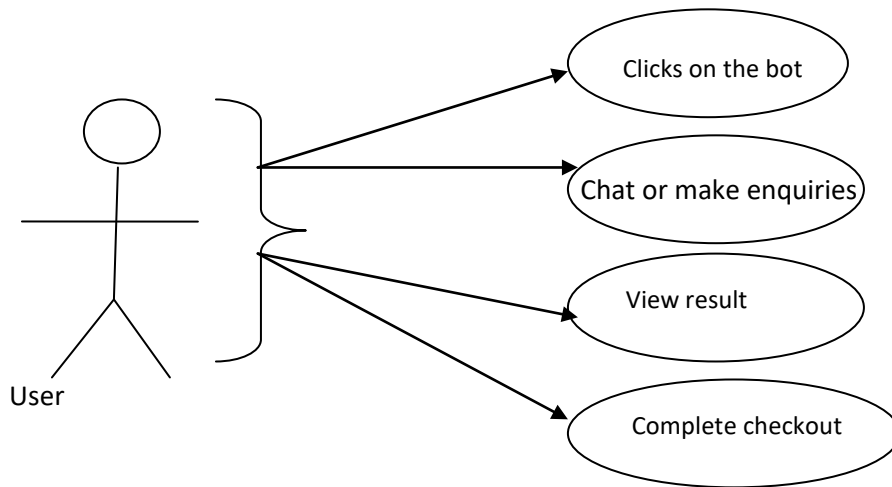 Clicks on the bot
Chat or make enquiries
View result
User
Complete checkout